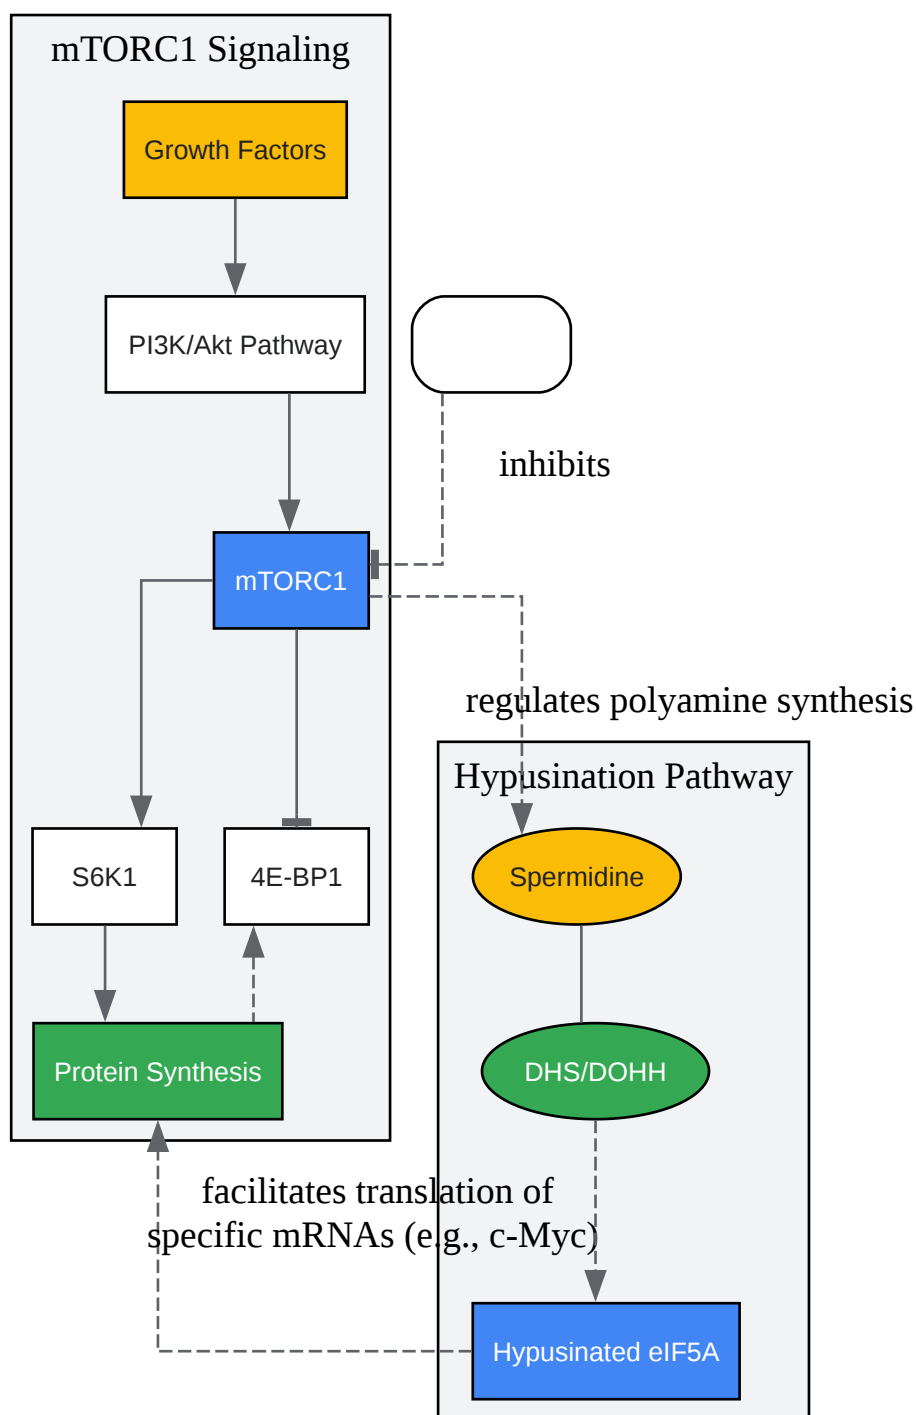 mTORC1 Signaling
Growth Factors
PI3K/Akt Pathway
inhibits
mTORC1
regulates polyamine synthesis
Hypusination Pathway
S6K1
4E-BP1
Spermidine
Protein Synthesis
DHS/DOHH
facilitates translation of
specific mRNAs (e.g., c-Myc)
Hypusinated eIF5A